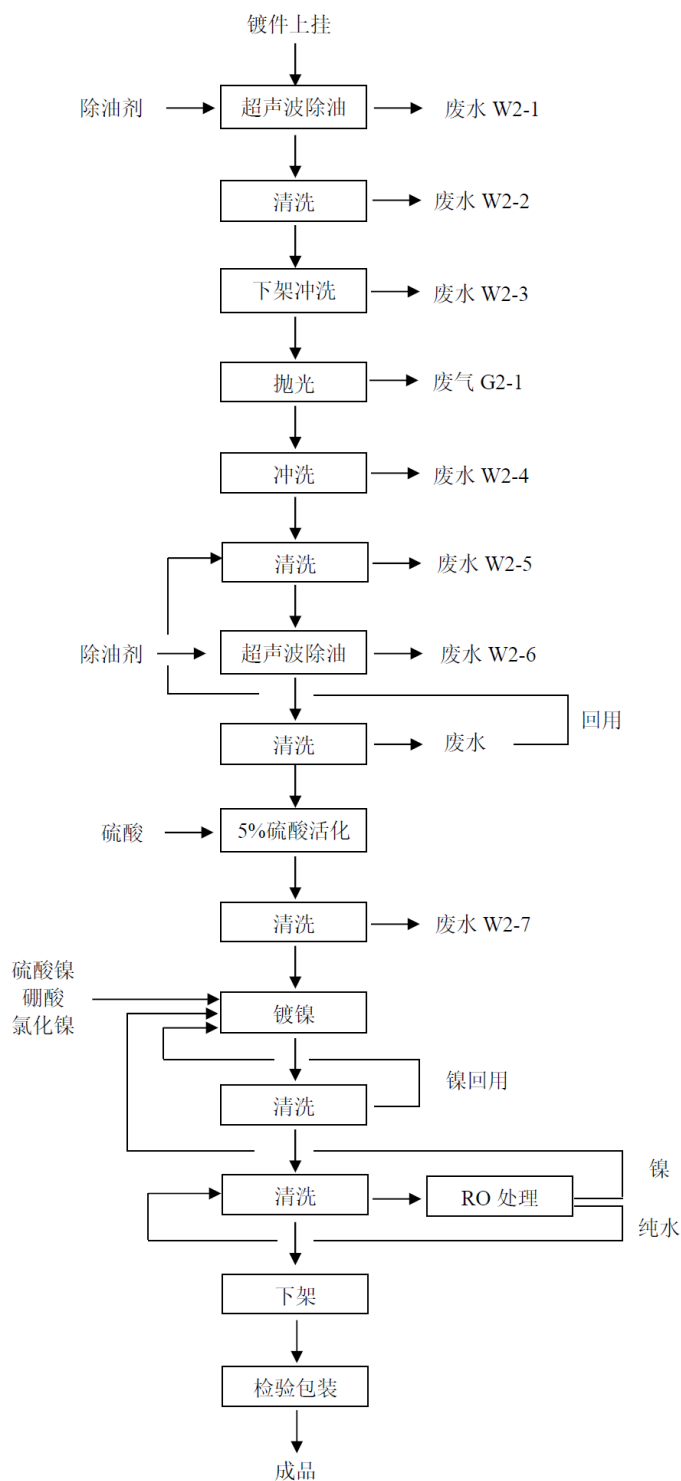 镀件上挂
除油剂
超声波除油
废水 W2-1
清洗
废水 W2-2
下架冲洗
废水 W2-3
抛光
废气 G2-1
冲洗
废水 W2-4
清洗
废水 W2-5
除油剂
超声波除油
废水 W2-6
回用
清洗
废水
硫酸
5%硫酸活化
清洗
废水 W2-7
硫酸镍
硼酸
氯化镍
镀镍
镍回用
清洗
镍
清洗
RO 处理
纯水
下架
检验包装
成品